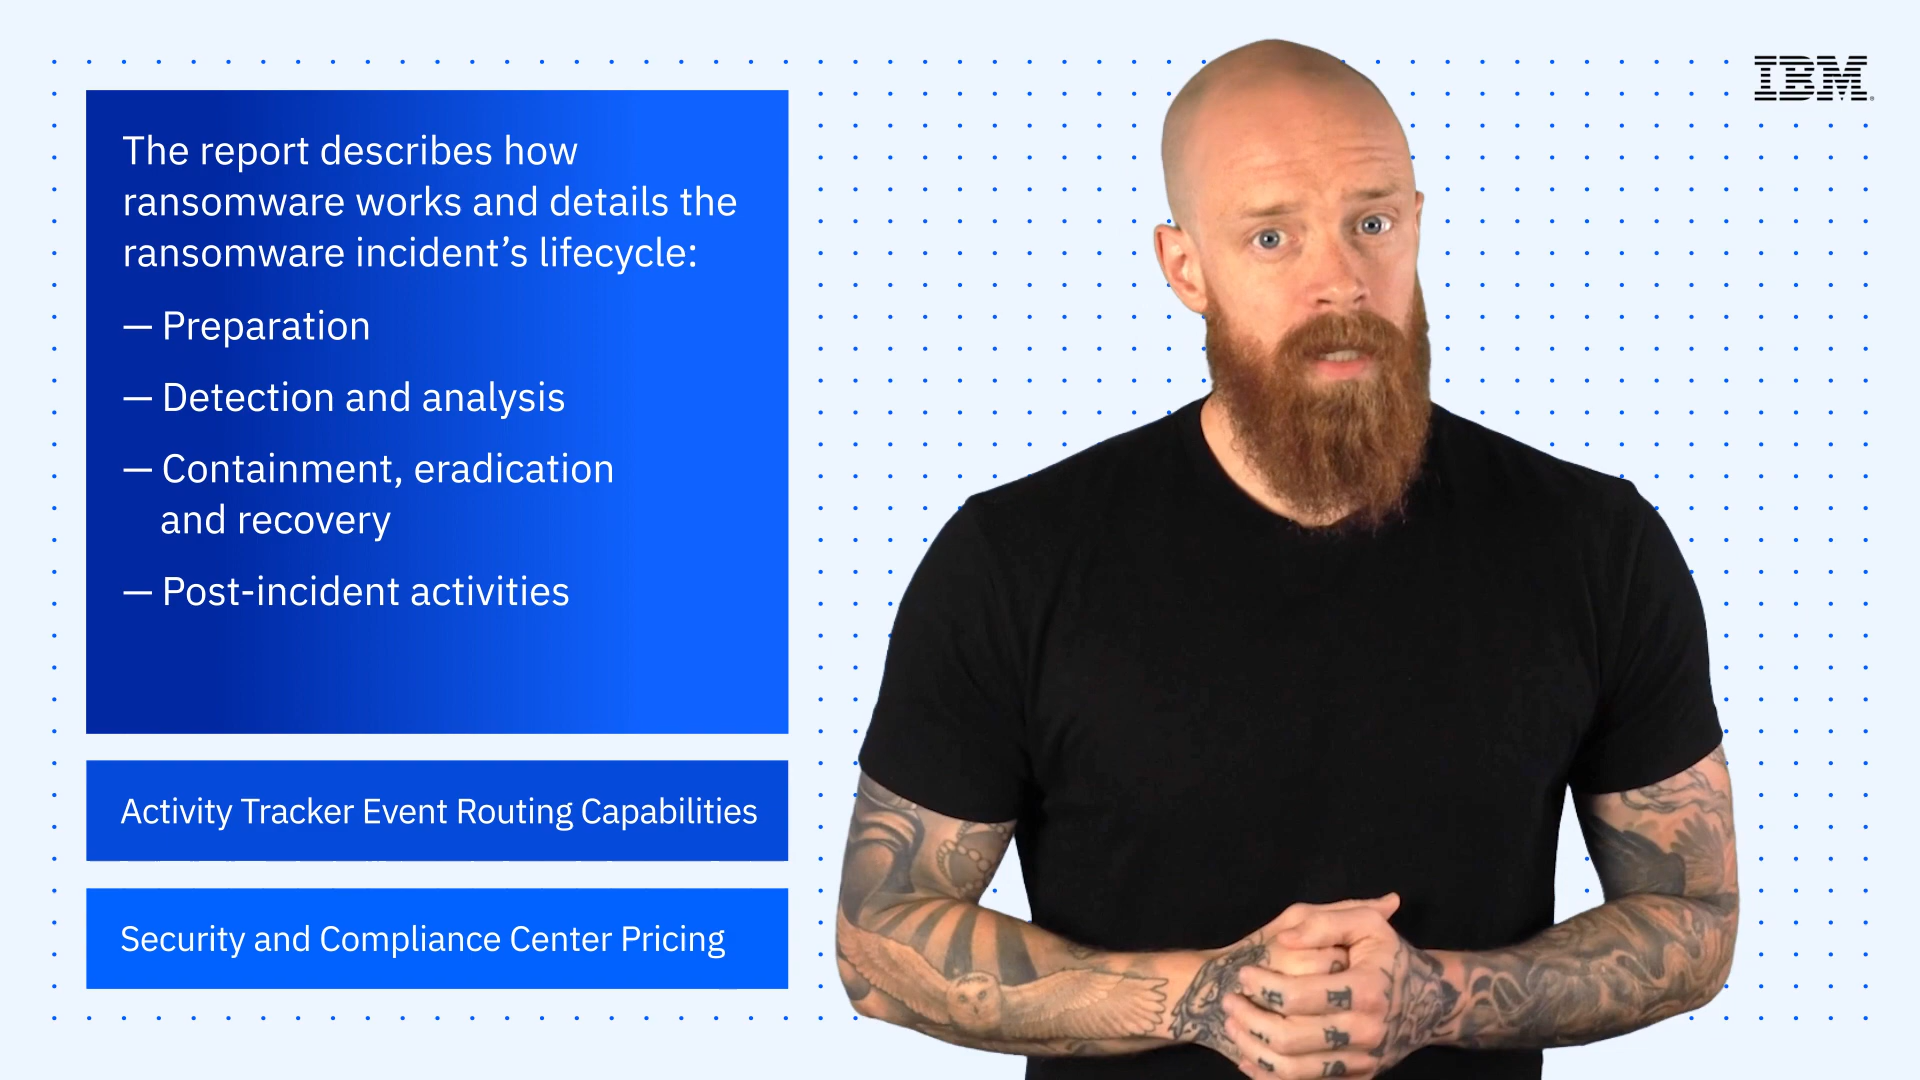 The report describes how
ransomware works and details the
ransomware incident’s lifecycle:
— Preparation
— Detection and analysis
— Containment, eradication
and recovery
— Post-incident activities
Activity Tracker Event Routing Capabilities
Security and Compliance Center Pricing
IBM